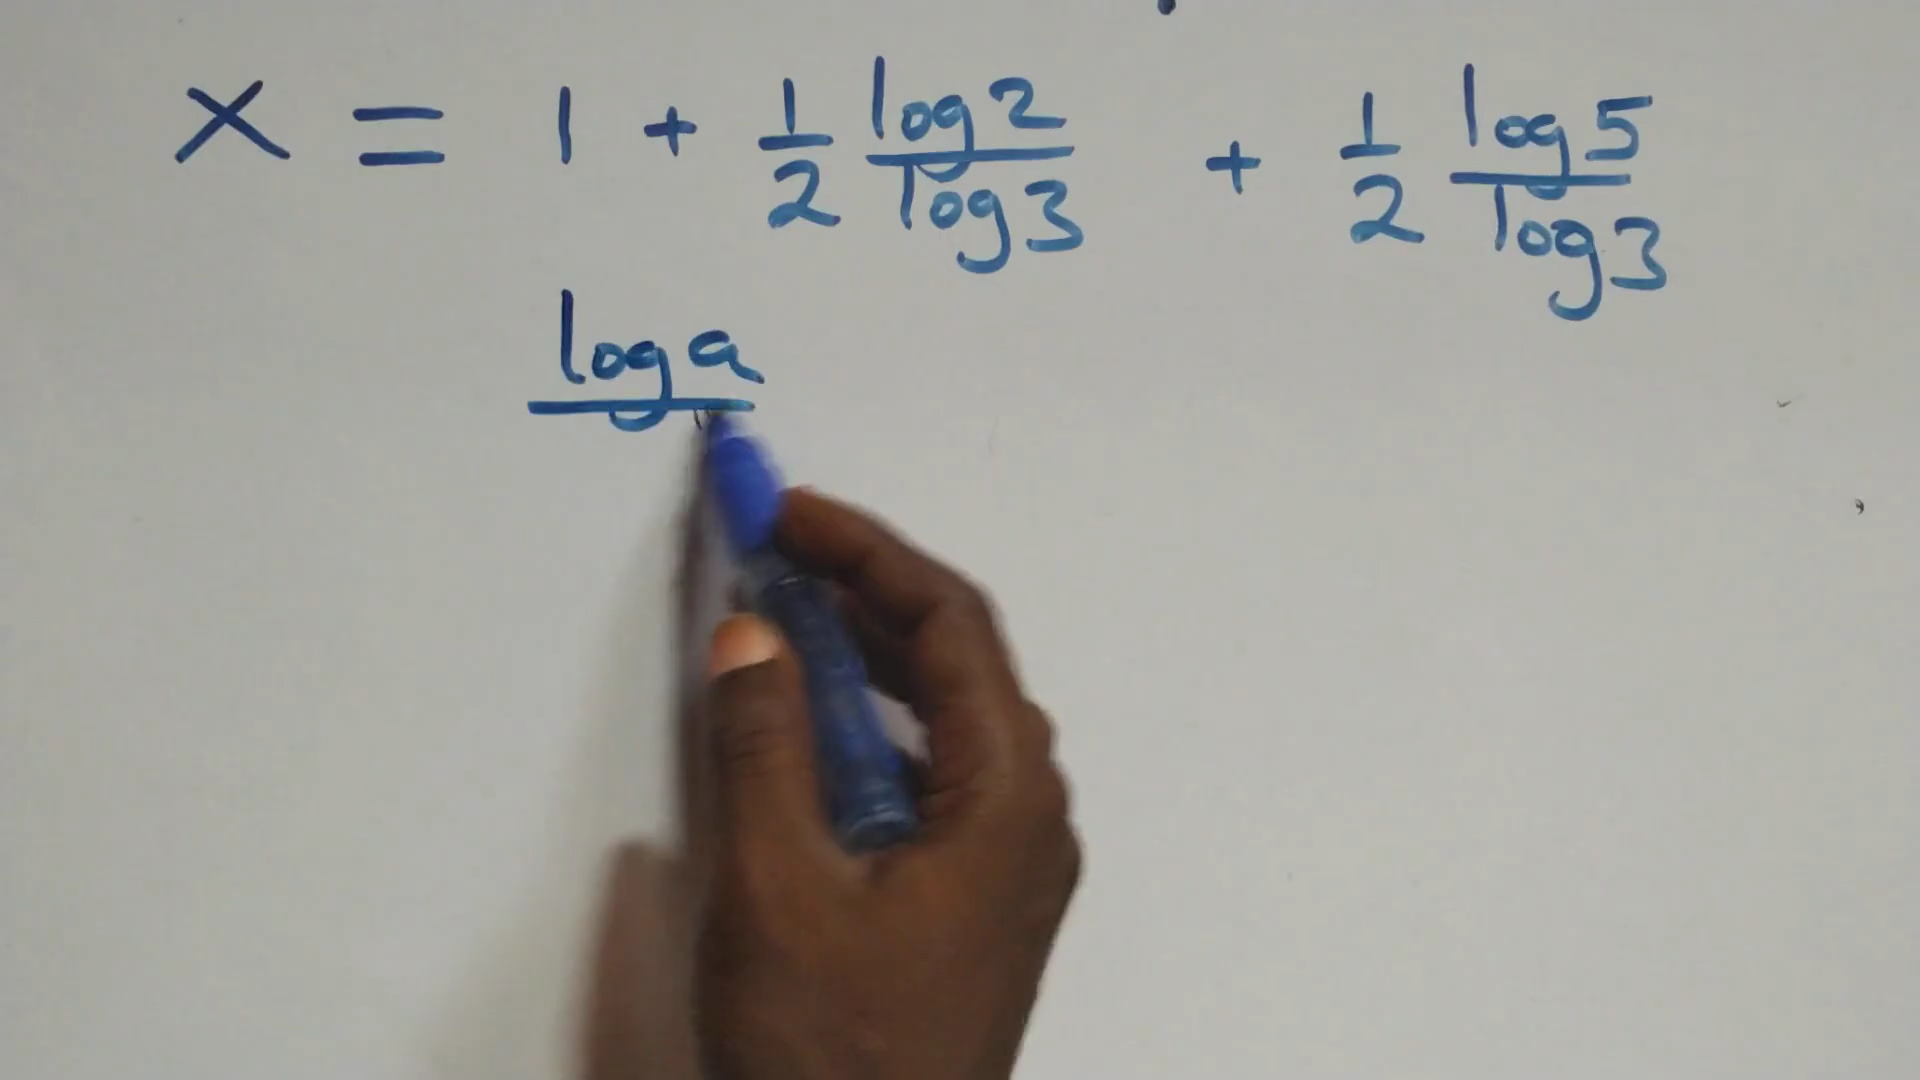 x = 1 + 1/2 log2/log3 + 1/2 log5/log3
log a